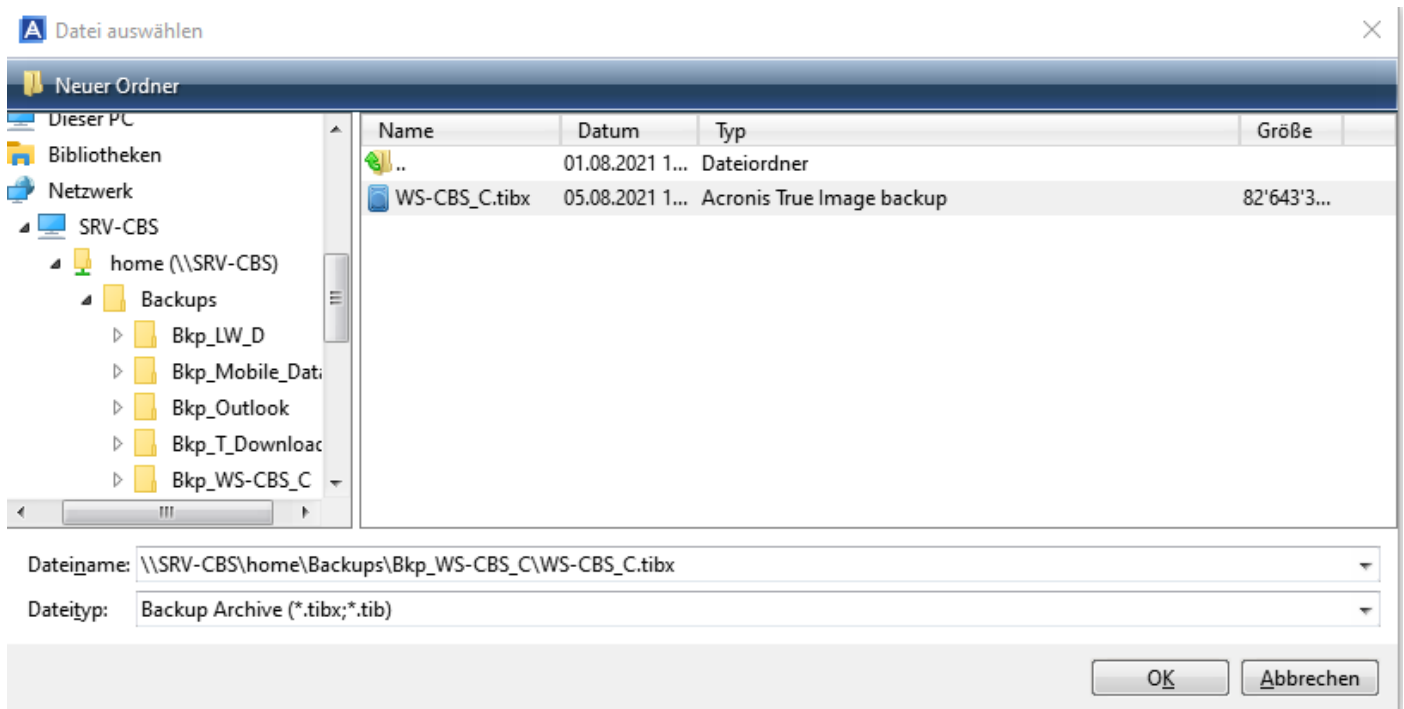 Datei auswählen
Neuer Ordner
Dieser PC
Bibliotheken
Netzwerk
SRV-CBS
home (\\SRV-CBS)
Backups
Bkp_LW_D
Bkp_Mobile_Data
Bkp_Outlook
Bkp_T_Downloac
Bkp_WS-CBS_C
Name Datum Typ Größe
.. 01.08.2021 1... Dateiordner
WS-CBS_C.tibx 05.08.2021 1... Acronis True Image backup 82'643'3...
Dateiname: \\SRV-CBS\home\Backups\Bkp_WS-CBS_C\WS-CBS_C.tibx
Dateityp: Backup Archive (*.tibx;*.tib)
OK Abbrechen